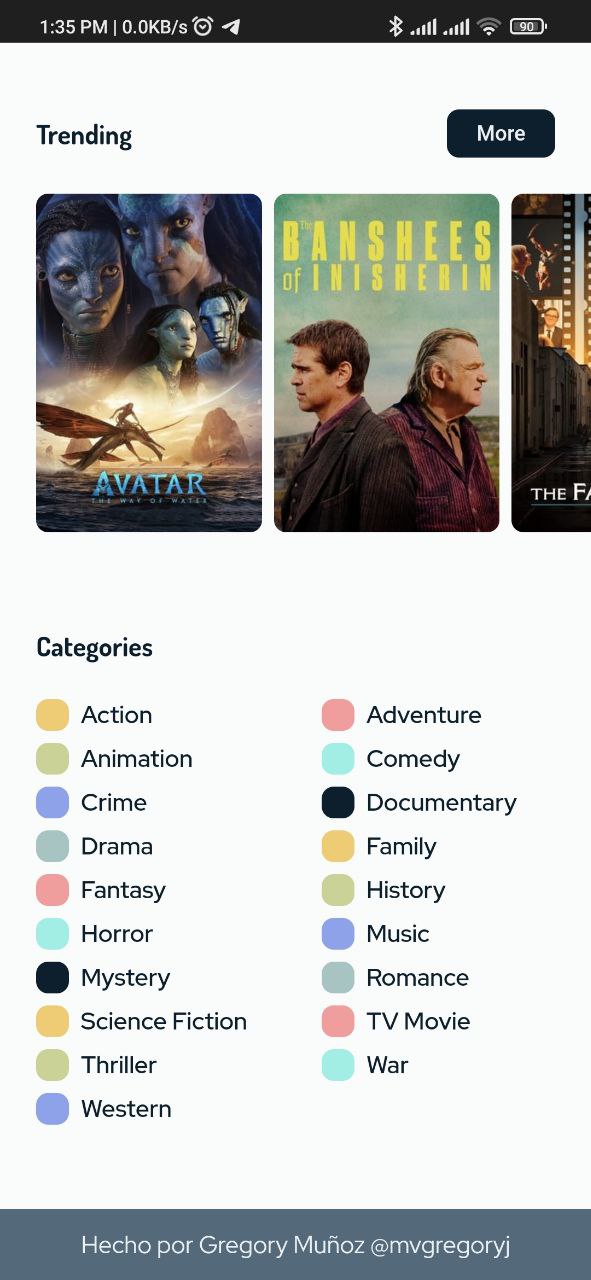 1:35 PM | 0.0KB/s
90
Trending
More
AVATAR
THE WAY OF WATER
The
BANSHEES
of INISHERIN
THE
Categories
Action
Adventure
Animation
Comedy
Crime
Documentary
Drama
Family
Fantasy
History
Horror
Music
Mystery
Romance
Science Fiction
TV Movie
Thriller
War
Western
Hecho por Gregory Muñoz @mvgregoryj